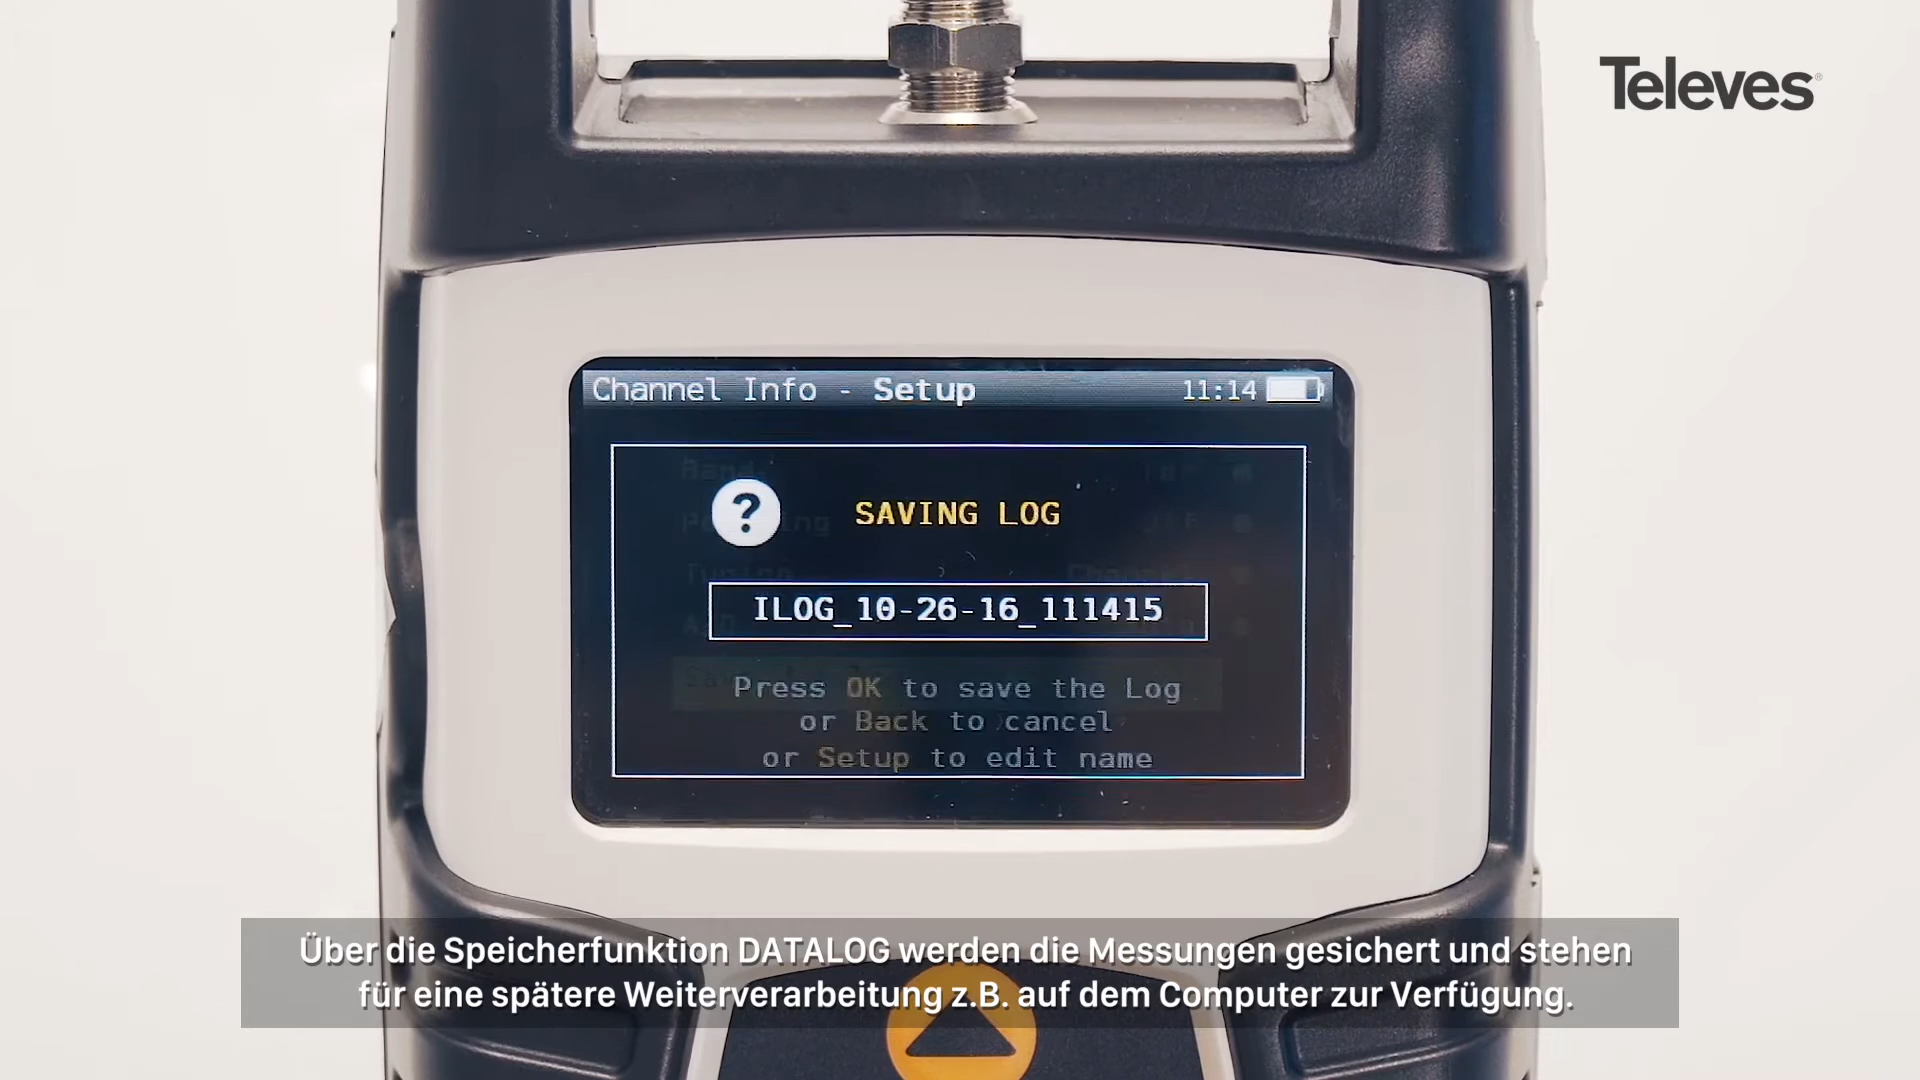 Televes
Channel Info - Setup 11:14
?
SAVING LOG
ILOG_10-26-16_111415
Press OK to save the Log
or Back to cancel
or Setup to edit name
Über die Speicherfunktion DATALOG werden die Messungen gesichert und stehen
für eine spätere Weiterverarbeitung z.B. auf dem Computer zur Verfügung.